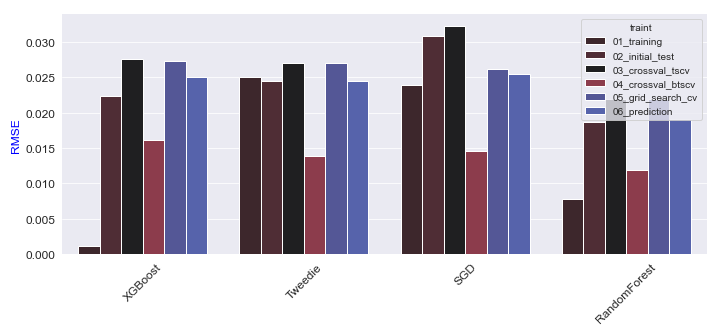 traint
01_training
02_initial_test
03_crossval_tscv
04_crossval_btscv
05_grid_search_cv
06_prediction
RMSE
0.030
0.025
0.020
0.015
0.010
0.005
0.000
XGBoost
Tweedie
SGD
RandomForest